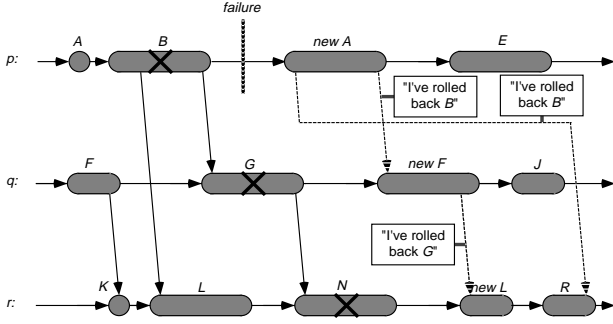 failure
A
B
new A
E
p:
"I've rolled
back B"
"I've rolled
back B"
F
G
new F
J
q:
"I've rolled
back G"
K
L
N
new L
R
r: